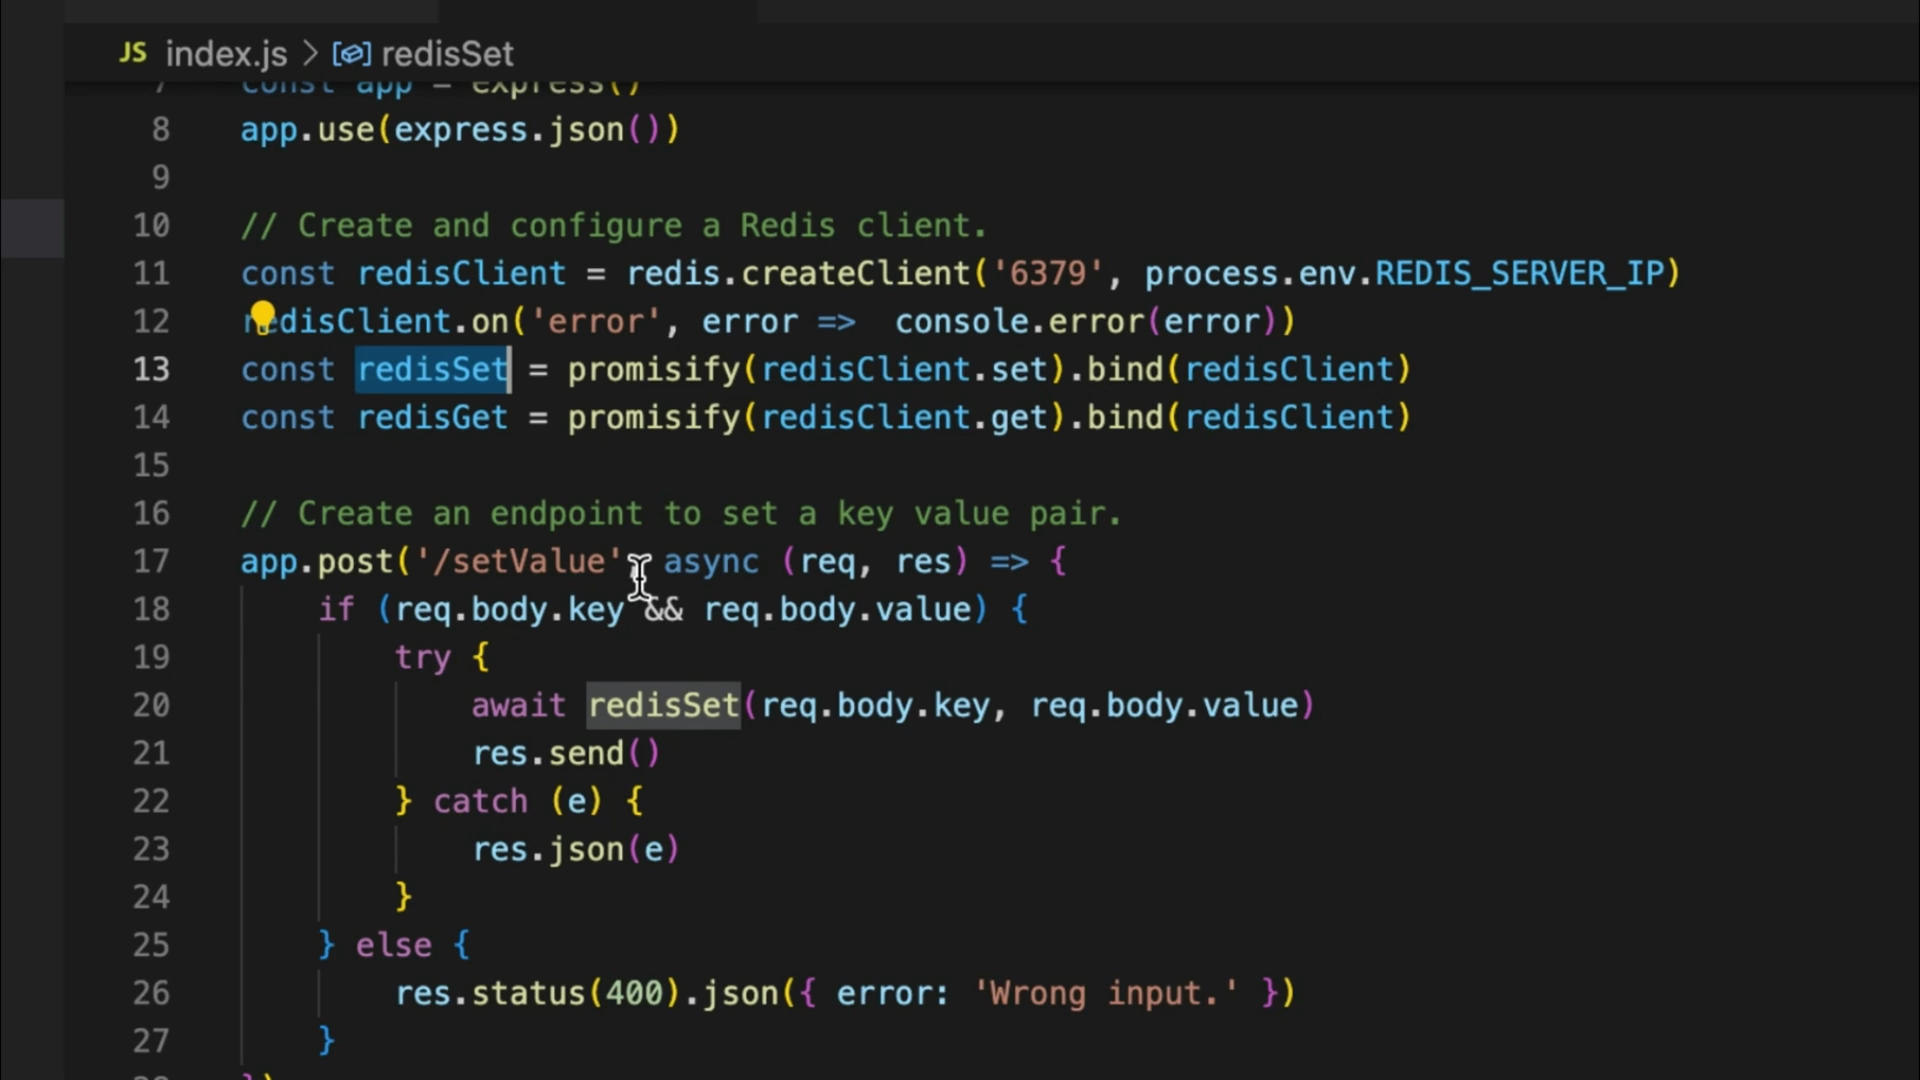 JS index.js > redisSet
7 const app = express()
8 app.use(express.json())
9
10 // Create and configure a Redis client.
11 const redisClient = redis.createClient('6379', process.env.REDIS_SERVER_IP)
12 redisClient.on('error', error =>  console.error(error))
13 const redisSet = promisify(redisClient.set).bind(redisClient)
14 const redisGet = promisify(redisClient.get).bind(redisClient)
15
16 // Create an endpoint to set a key value pair.
17 app.post('/setValue', async (req, res) => {
18 if (req.body.key && req.body.value) {
19 try {
20 await redisSet(req.body.key, req.body.value)
21 res.send()
22 } catch (e) {
23 res.json(e)
24 }
25 } else {
26 res.status(400).json({ error: 'Wrong input.' })
27 }
28 })